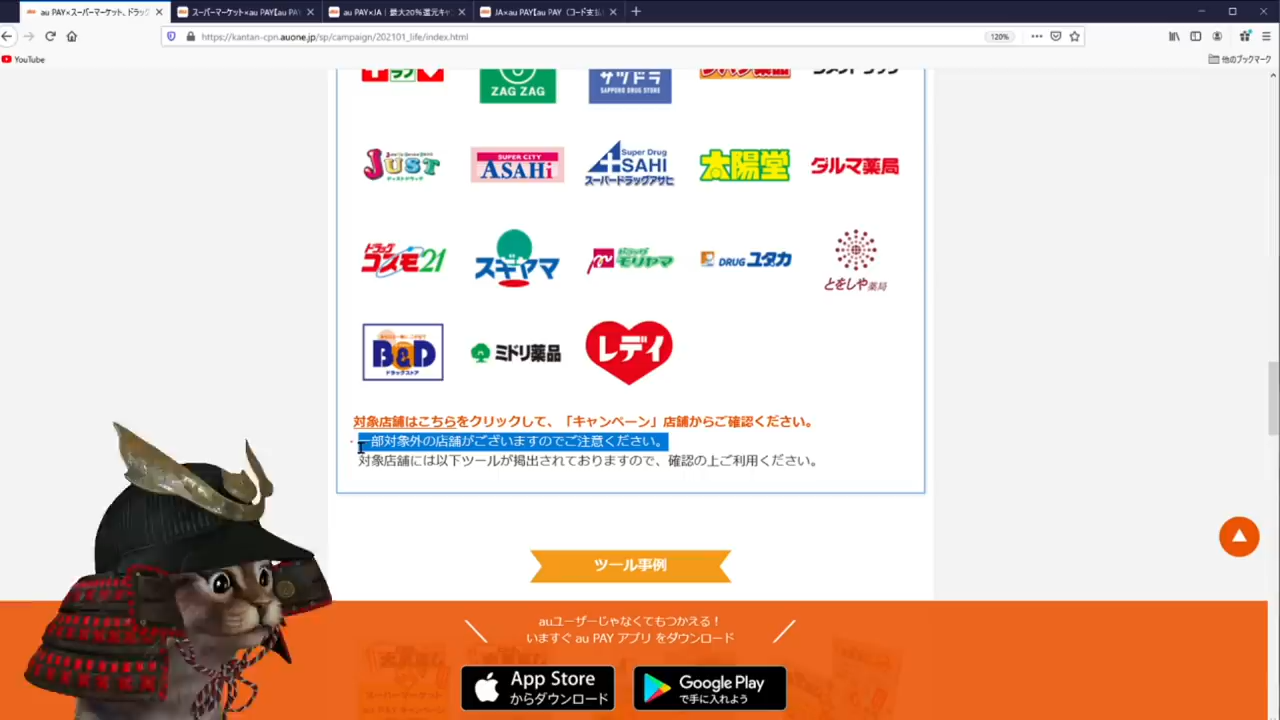 au PAY×スーパーマーケット、ドラッグ
スーパーマーケット×au PAY【au PAY
au PAY×JA｜最大20%還元キャ
JA×au PAY【au PAY（コード支払
https://kantan-cpn.auone.jp/sp/campaign/202101_life/index.html
120%
YouTube
他のブックマーク
ZAG ZAG
サツドラ
SAPPORO DRUG STORE
JUST
SUPER CITY
ASAHi
Super Drug
ASAHI
スーパードラッグアサヒ
太陽堂
ダルマ薬局
ドラッグ
コスモ21
スギヤマ
モリヤマ
DRUG ユタカ
とをしや薬局
B&D
ドラッグストア
ミドリ薬品
レデイ
対象店舗はこちらをクリックして、「キャンペーン」店舗からご確認ください。
一部対象外の店舗がございますのでご注意ください。
対象店舗には以下ツールが掲出されておりますので、確認の上ご利用ください。
ツール事例
auユーザーじゃなくてもつかえる！
いますぐ au PAY アプリ をダウンロード
App Store
からダウンロード
Google Play
で手に入れよう